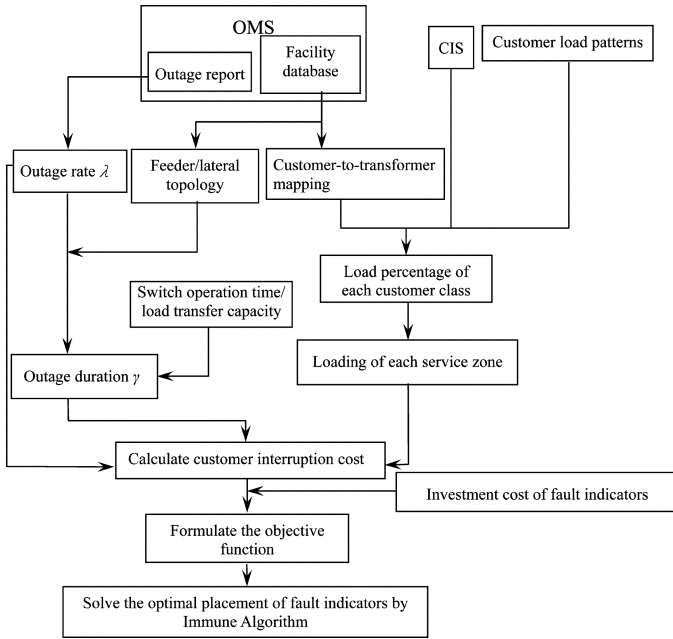 OMS
Outage report
Facility
database
CIS
Customer load patterns
Outage rate λ
Feeder/lateral
topology
Customer-to-transformer
mapping
Load percentage of
each customer class
Switch operation time/
load transfer capacity
Loading of each service zone
Outage duration γ
Calculate customer interruption cost
Investment cost of fault indicators
Formulate the objective
function
Solve the optimal placement of fault indicators by
Immune Algorithm